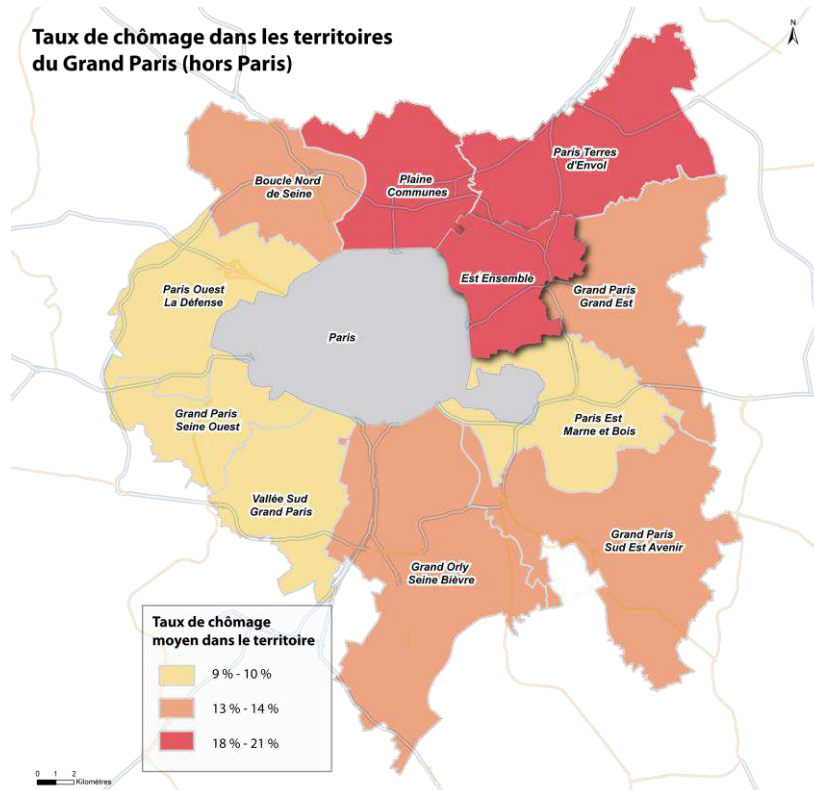 Taux de chômage dans les territoires
du Grand Paris (hors Paris)
N
Paris Terres
d'Envol
Boucle Nord
de Seine
Plaine
Communes
Est Ensemble
Paris Ouest
La Défense
Grand Paris
Grand Est
Paris
Grand Paris
Seine Ouest
Paris Est
Marne et Bois
Vallée Sud
Grand Paris
Grand Paris
Sud Est Avenir
Grand Orly
Seine Bièvre
Taux de chômage
moyen dans le territoire
9 % - 10 %
13 % - 14 %
18 % - 21 %
0 1 2
Kilomètres